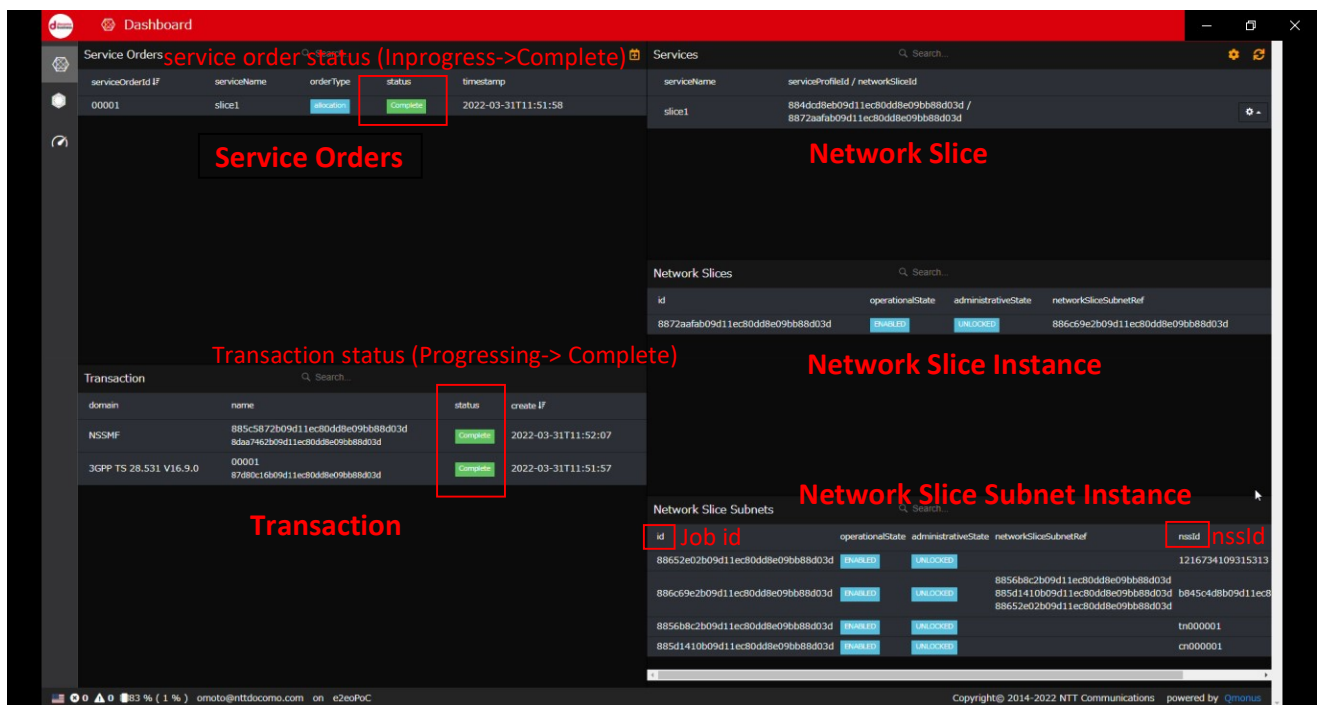 Dashboard
Service Orders
service order status (Inprogress->Complete)
serviceOrderId serviceName orderType status timestamp
00001 slice1 allocation Complete 2022-03-31T11:51:58
Service Orders
Transaction status (Progressing-> Complete)
Transaction Search...
domain name status create
NSSMF 885c5872b09d11ec80dd8e09bb88d03d Complete 2022-03-31T11:52:07
8daa7462b09d11ec80dd8e09bb88d03d
3GPP TS 28.531 V16.9.0 00001 Complete 2022-03-31T11:51:57
87d80c16b09d11ec80dd8e09bb88d03d
Transaction
Services Search...
serviceName serviceProfileId / networkSliceId
slice1 884dcd8eb09d11ec80dd8e09bb88d03d /
8872aafab09d11ec80dd8e09bb88d03d
Network Slice
Network Slices Search...
id operationalState administrativeState networkSliceSubnetRef
8872aafab09d11ec80dd8e09bb88d03d ENABLED UNLOCKED 886c69e2b09d11ec80dd8e09bb88d03d
Network Slice Instance
Network Slice Subnet Instance
Network Slice Subnets Search...
id Job id operationalState administrativeState networkSliceSubnetRef nssId nssId
88652e02b09d11ec80dd8e09bb88d03d ENABLED UNLOCKED 1216734109315313
8856b8c2b09d11ec80dd8e09bb88d03d
886c69e2b09d11ec80dd8e09bb88d03d ENABLED UNLOCKED 885d1410b09d11ec80dd8e09bb88d03d b845c4d8b09d11ec8
88652e02b09d11ec80dd8e09bb88d03d
8856b8c2b09d11ec80dd8e09bb88d03d ENABLED UNLOCKED tn000001
885d1410b09d11ec80dd8e09bb88d03d ENABLED UNLOCKED cn000001
0 0 83 % ( 1 % ) omoto@nttdocomo.com on e2eoPoC
Copyright© 2014-2022 NTT Communications powered by Qmonus